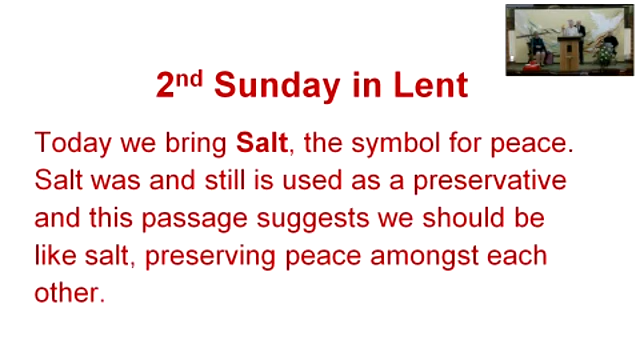 2nd Sunday in Lent
Today we bring Salt, the symbol for peace.
Salt was and still is used as a preservative
and this passage suggests we should be
like salt, preserving peace amongst each
other.